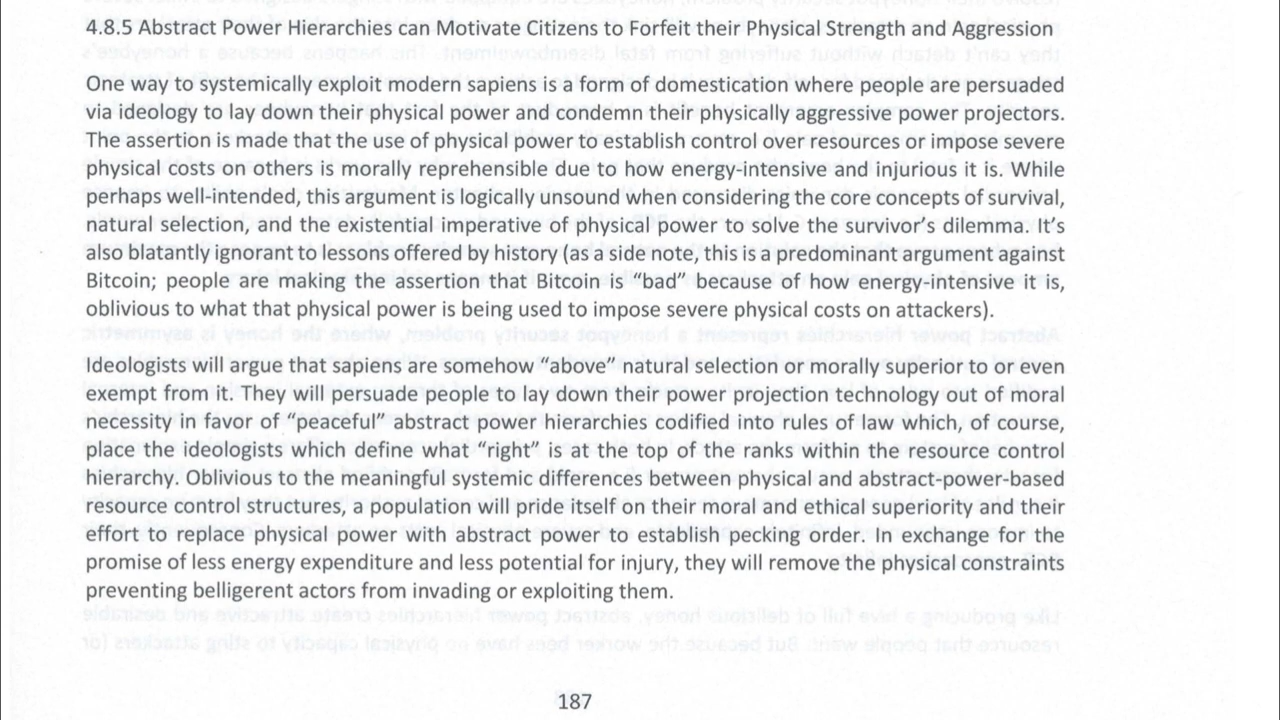 4.8.5 Abstract Power Hierarchies can Motivate Citizens to Forfeit their Physical Strength and Aggression
One way to systemically exploit modern sapiens is a form of domestication where people are persuaded
via ideology to lay down their physical power and condemn their physically aggressive power projectors.
The assertion is made that the use of physical power to establish control over resources or impose severe
physical costs on others is morally reprehensible due to how energy-intensive and injurious it is. While
perhaps well-intended, this argument is logically unsound when considering the core concepts of survival,
natural selection, and the existential imperative of physical power to solve the survivor’s dilemma. It’s
also blatantly ignorant to lessons offered by history (as a side note, this is a predominant argument against
Bitcoin; people are making the assertion that Bitcoin is “bad” because of how energy-intensive it is,
oblivious to what that physical power is being used to impose severe physical costs on attackers).
Ideologists will argue that sapiens are somehow “above” natural selection or morally superior to or even
exempt from it. They will persuade people to lay down their power projection technology out of moral
necessity in favor of “peaceful” abstract power hierarchies codified into rules of law which, of course,
place the ideologists which define what “right” is at the top of the ranks within the resource control
hierarchy. Oblivious to the meaningful systemic differences between physical and abstract-power-based
resource control structures, a population will pride itself on their moral and ethical superiority and their
effort to replace physical power with abstract power to establish pecking order. In exchange for the
promise of less energy expenditure and less potential for injury, they will remove the physical constraints
preventing belligerent actors from invading or exploiting them.
187